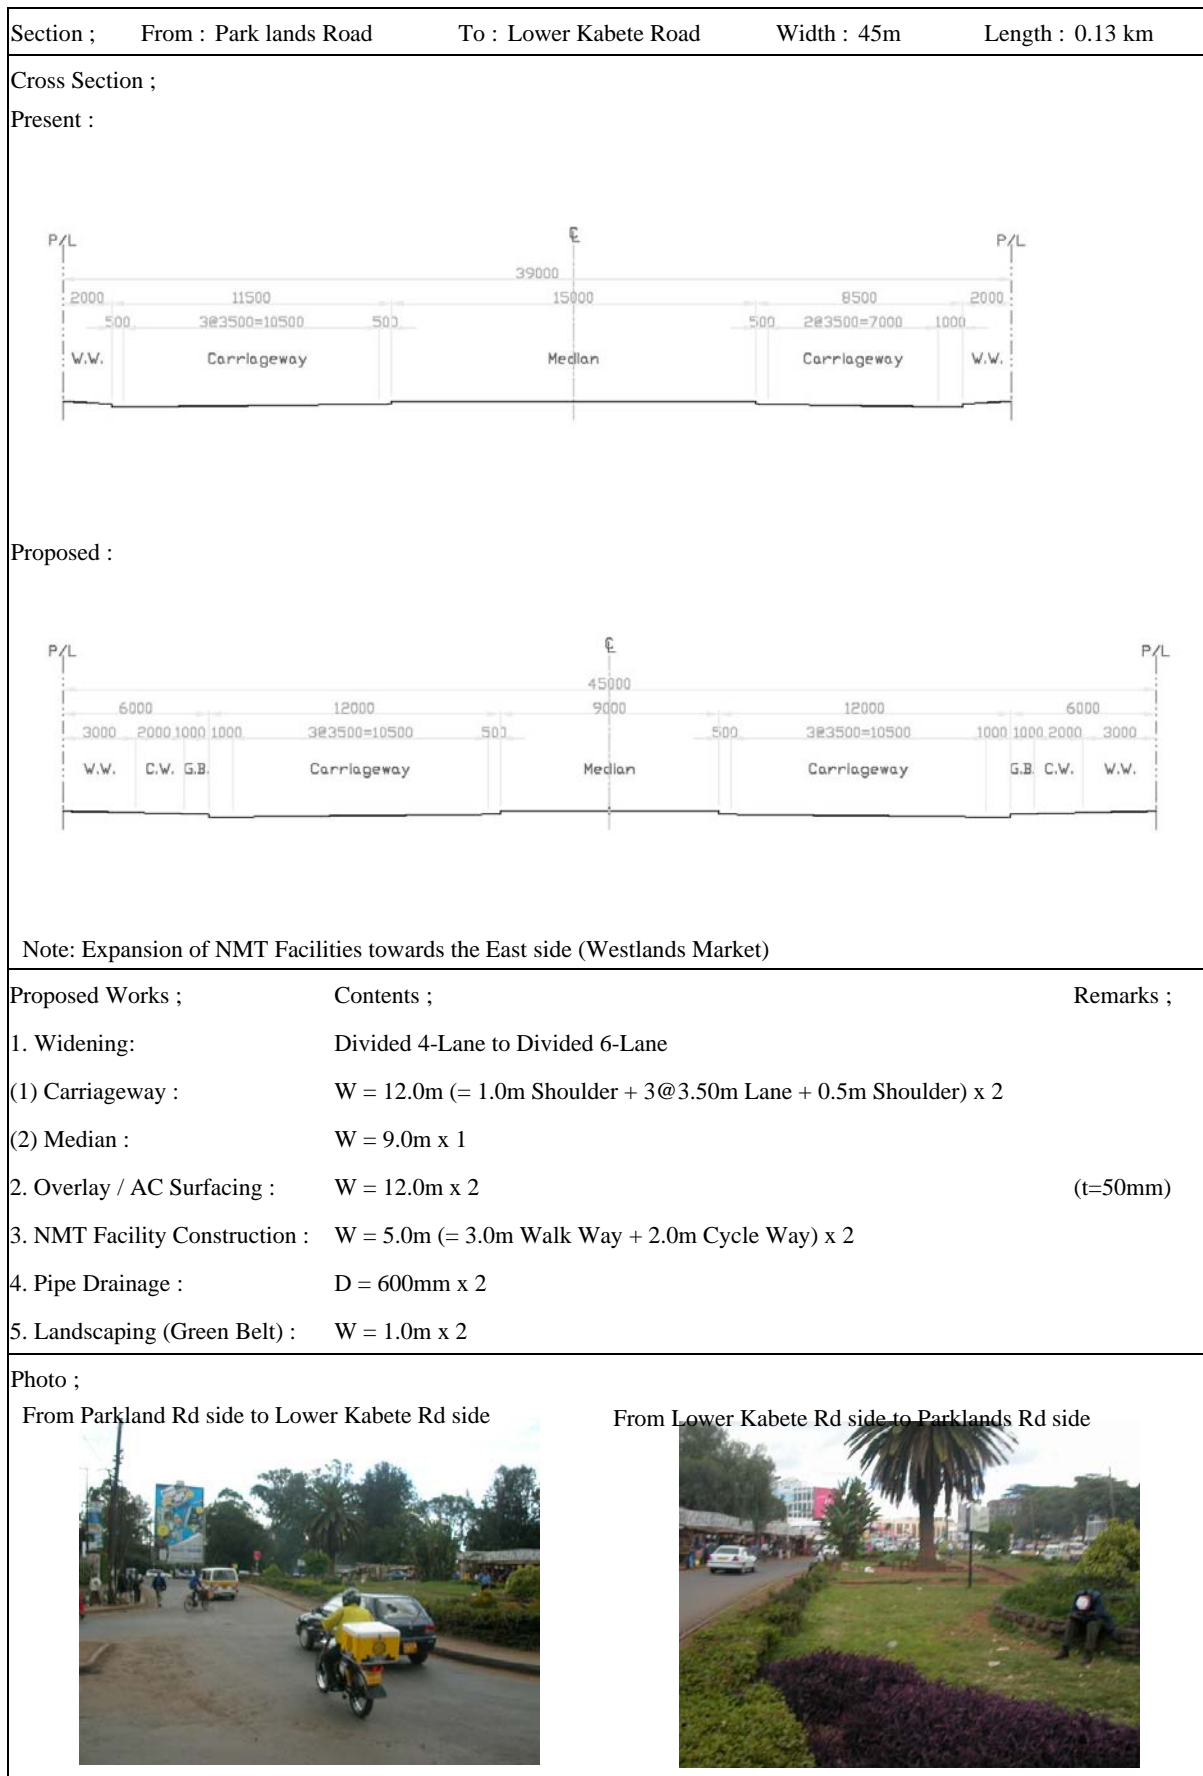 Section ; From : Park lands Road To : Lower Kabete Road Width : 45m Length : 0.13 km
Cross Section ;
Present :
P/L ℄ P/L
39000
2000 11500 15000 8500 2000
500 3@3500=10500 500 500 2@3500=7000 1000
W.W. Carriageway Median Carriageway W.W.
Proposed :
P/L ℄ P/L
45000
6000 12000 9000 12000 6000
3000 2000 1000 1000 3@3500=10500 500 500 3@3500=10500 1000 1000 2000 3000
W.W. C.W. G.B. Carriageway Median Carriageway G.B. C.W. W.W.
Note: Expansion of NMT Facilities towards the East side (Westlands Market)
Proposed Works ; Contents ; Remarks ;
1. Widening: Divided 4-Lane to Divided 6-Lane
(1) Carriageway : W = 12.0m (= 1.0m Shoulder + 3@3.50m Lane + 0.5m Shoulder) x 2
(2) Median : W = 9.0m x 1
2. Overlay / AC Surfacing : W = 12.0m x 2 (t=50mm)
3. NMT Facility Construction : W = 5.0m (= 3.0m Walk Way + 2.0m Cycle Way) x 2
4. Pipe Drainage : D = 600mm x 2
5. Landscaping (Green Belt) : W = 1.0m x 2
Photo ;
From Parkland Rd side to Lower Kabete Rd side From Lower Kabete Rd side to Parklands Rd side